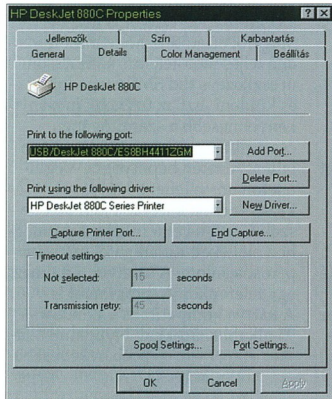 HP DeskJet 880C Properties
Jellemzők Szín Karbantartás
General Details Color Management Beállítás
HP DeskJet 880C
Print to the following port:
USB/DeskJet 880C/ES8BH4411ZGM
Add Port...
Delete Port...
Print using the following driver:
HP DeskJet 880C Series Printer
New Driver...
Capture Printer Port...
End Capture...
Timeout settings
Not selected: 15 seconds
Transmission retry: 45 seconds
Spool Settings...
Port Settings...
OK Cancel Apply